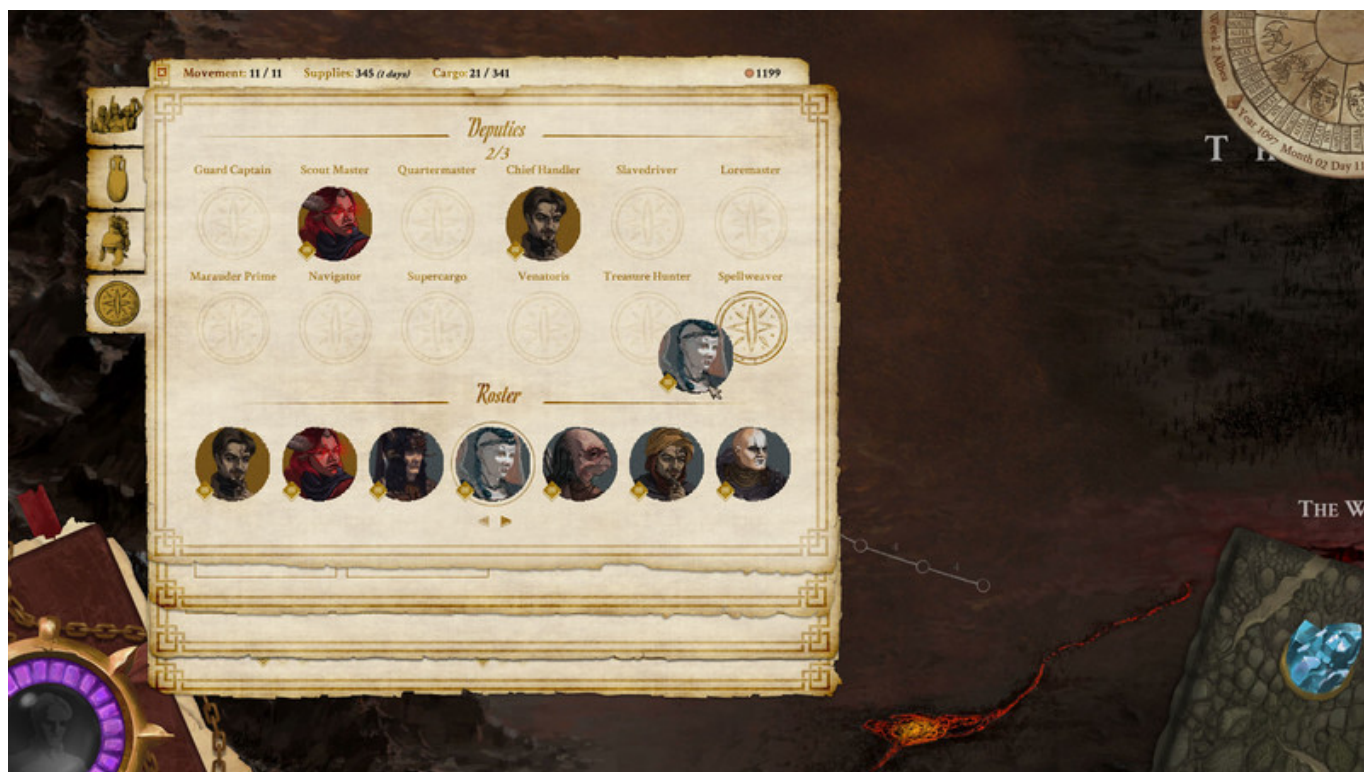 Movement: 11 / 11 Supplies: 345 (1 days) Cargo: 21 / 341 1199
Deputies
2/3
Guard Captain Scout Master Quartermaster Chief Handler Slavedriver Loremaster
Marauder Prime Navigator Supercargo Venatoris Treasure Hunter Spellweaver
Roster
Year 1097 Month 02 Day 11
T
THE W
4